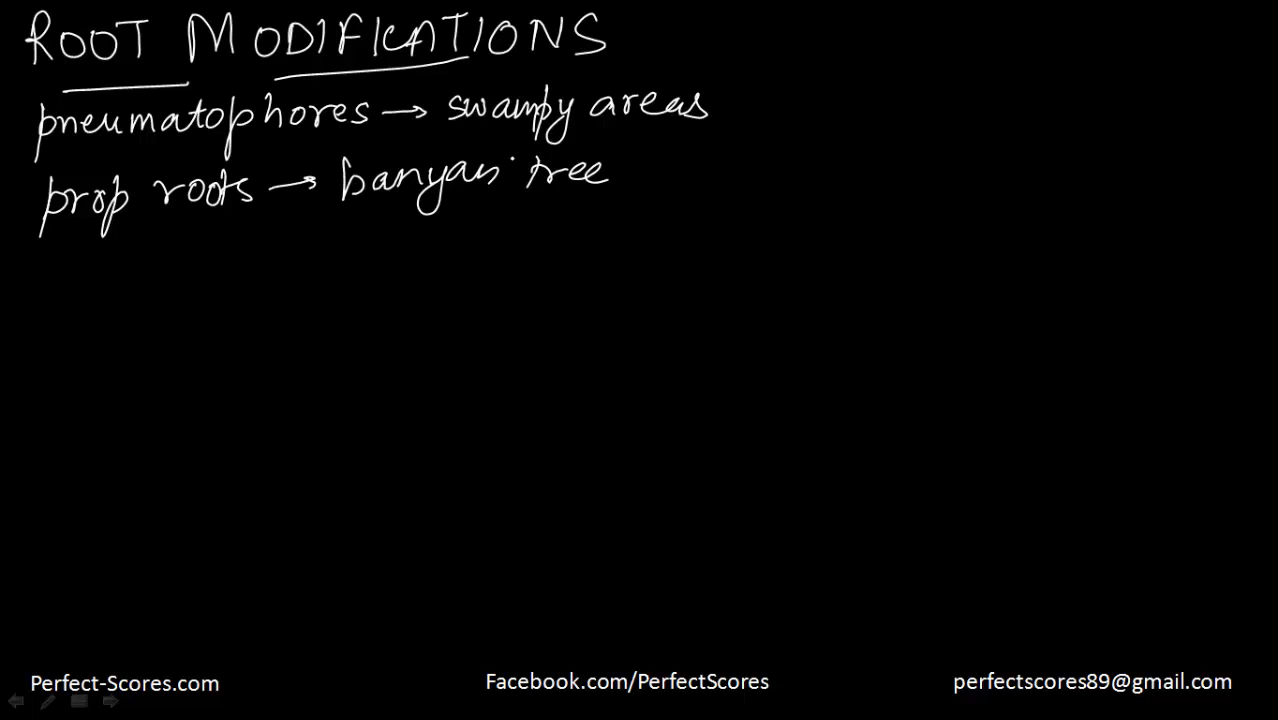 ROOT MODIFICATIONS
pneumatophores → swampy areas
prop roots → banyan tree
Perfect-Scores.com
Facebook.com/PerfectScores
perfectscores89@gmail.com